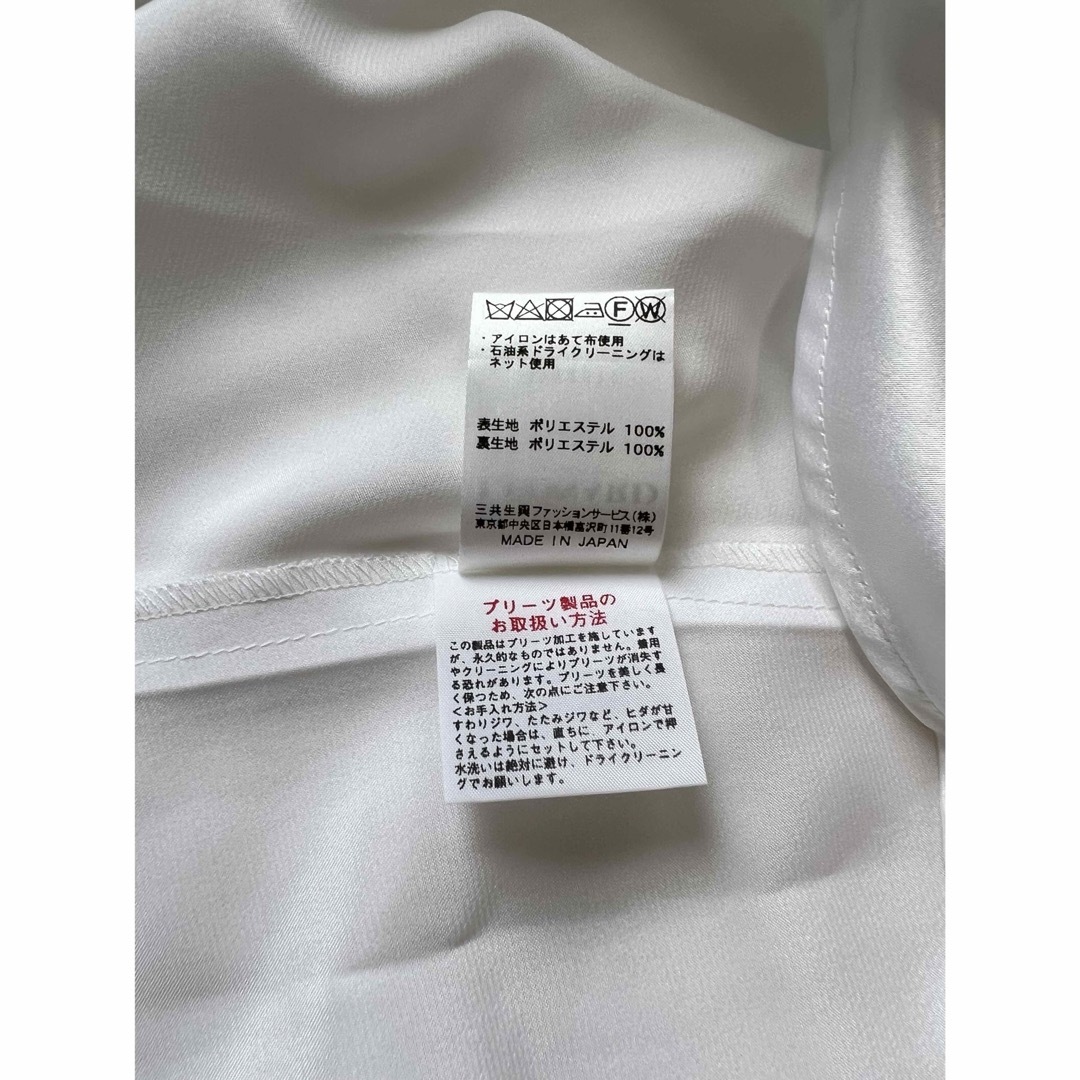 F W
・アイロンはあて布使用
・石油系ドライクリーニングは
ネット使用
表生地 ポリエステル 100%
裏生地 ポリエステル 100%
三共生興ファッションサービス(株)
東京都中央区日本橋富沢町11番12号
MADE IN JAPAN
プリーツ製品の
お取扱い方法
この製品はプリーツ加工を施しています
が、永久的なものではありません。着用
やクリーニングによりプリーツが消失す
る恐れがあります。プリーツを美しく長
く保つため、次の点にご注意下さい。
<お手入れ方法>
すわりジワ、たたみジワなど、ヒダが甘
くなった場合は、直ちに、アイロンで押
さえるようにセットして下さい。
水洗いは絶対に避け、ドライクリーニン
グでお願いします。